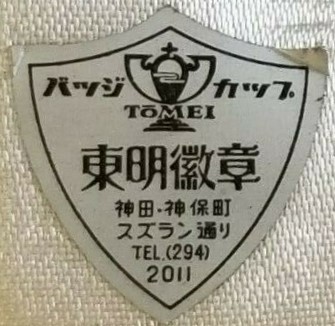 バッジ カップ
TōMEI
東明徽章
神田-神保町
スズラン通り
TEL.(294)
2011